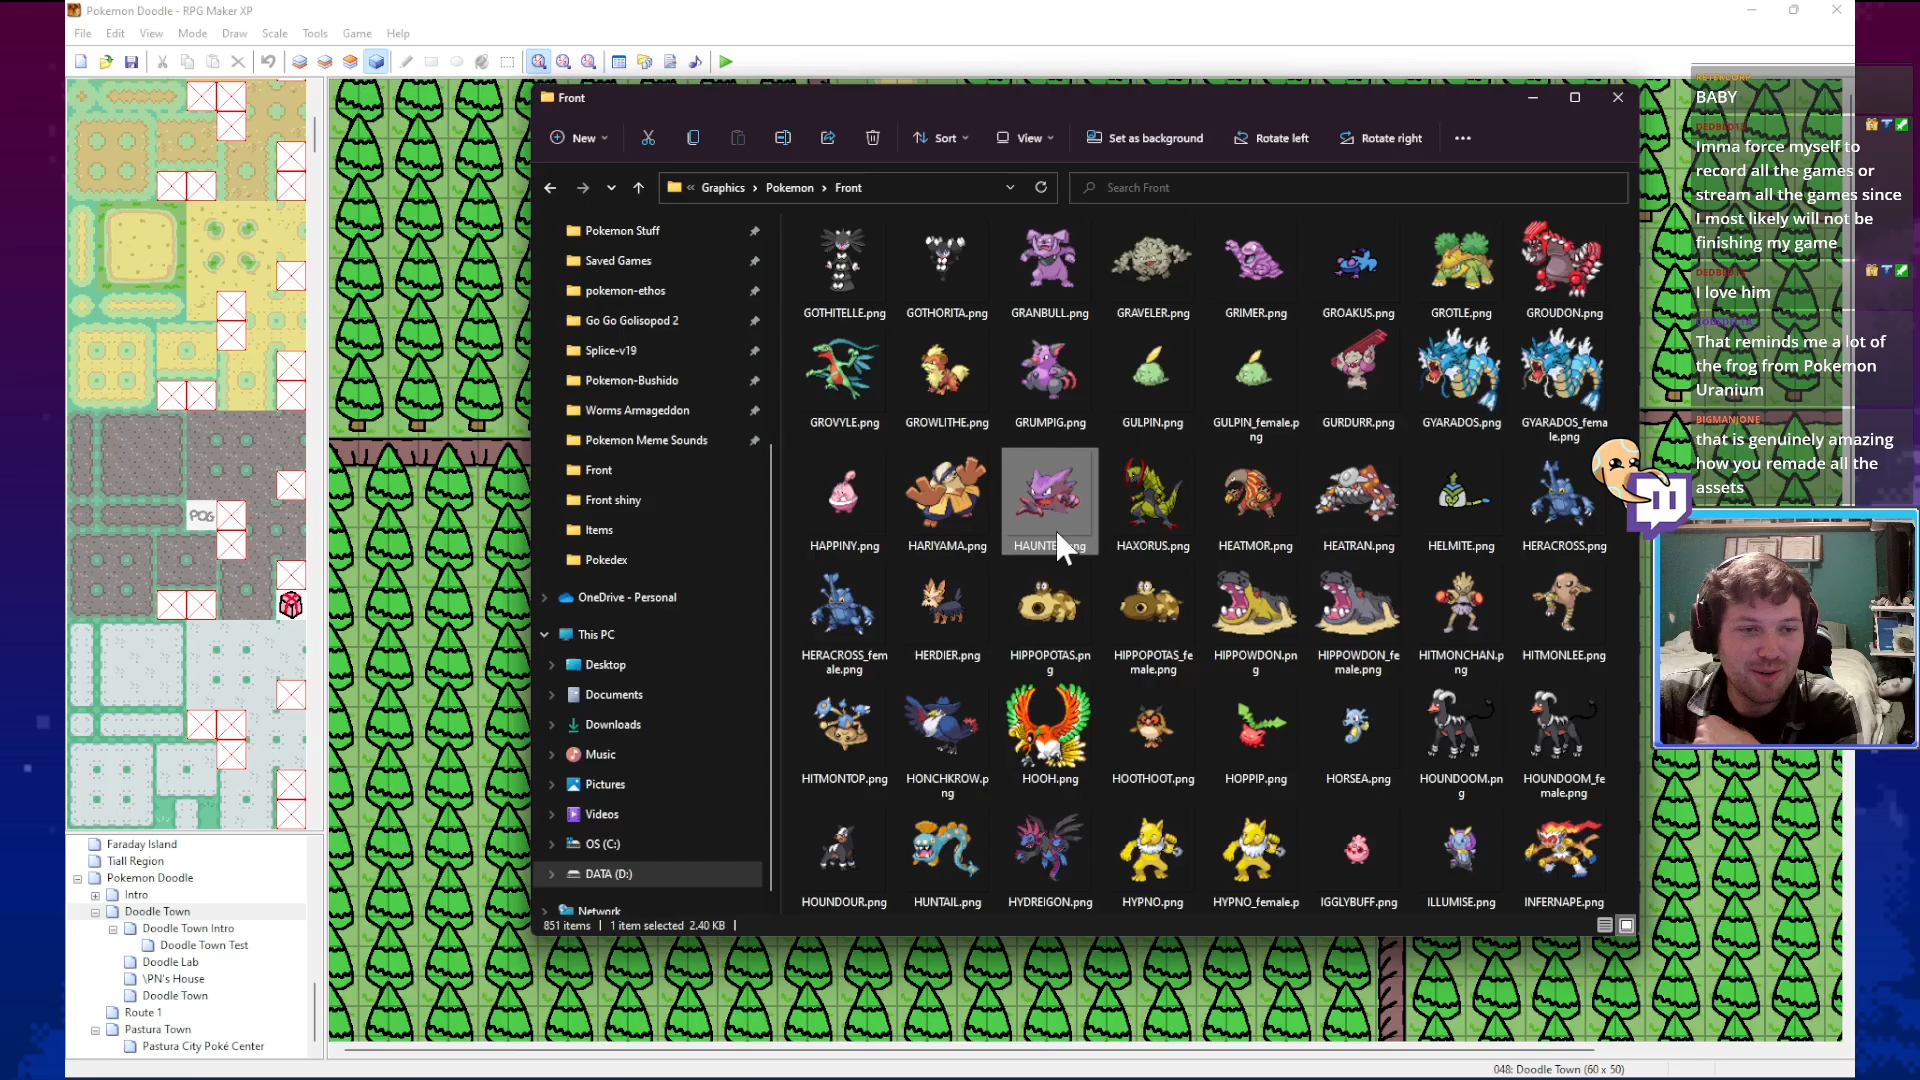 Pokemon Doodle - RPG Maker XP
File Edit View Mode Draw Scale Tools Game Help
POG
Faraday Island
Tiall Region
Pokemon Doodle
Intro
Doodle Town
Doodle Town Intro
Doodle Town Test
Doodle Lab
\PN's House
Doodle Town
Route 1
Pastura Town
Pastura City Poké Center
Front
New Sort View Set as background Rotate left Rotate right
« Graphics › Pokemon › Front
Search Front
Pokemon Stuff
Saved Games
pokemon-ethos
Go Go Golisopod 2
Splice-v19
Pokemon-Bushido
Worms Armageddon
Pokemon Meme Sounds
Front
Front shiny
Items
Pokedex
OneDrive - Personal
This PC
Desktop
Documents
Downloads
Music
Pictures
Videos
OS (C:)
DATA (D:)
Network
GOTHITELLE.png GOTHORITA.png GRANBULL.png GRAVELER.png GRIMER.png GROAKUS.png GROTLE.png GROUDON.png
GROVYLE.png GROWLITHE.png GRUMPIG.png GULPIN.png GULPIN_female.p GURDURR.png GYARADOS.png GYARADOS_fema
ng le.png
HAPPINY.png HARIYAMA.png HAUNTE ng HAXORUS.png HEATMOR.png HEATRAN.png HELMITE.png HERACROSS.png
HERACROSS_fem HERDIER.png HIPPOPOTAS.pn HIPPOPOTAS_fe HIPPOWDON.pn HIPPOWDON_fe HITMONCHAN.p HITMONLEE.png
ale.png g male.png g male.png ng
HITMONTOP.png HONCHKROW.p HOOH.png HOOTHOOT.png HOPPIP.png HORSEA.png HOUNDOOM.pn HOUNDOOM_fe
ng g male.png
HOUNDOUR.png HUNTAIL.png HYDREIGON.png HYPNO.png HYPNO_female.p IGGLYBUFF.png ILLUMISE.png INFERNAPE.png
851 items 1 item selected 2.40 KB
RETERCORP
BABY
Imma force myself to
record all the games or
stream all the games since
I most likely will not be
finishing my game
I love him
That reminds me a lot of
the frog from Pokemon
Uranium
BIGMANJONE
that is genuinely amazing
how you remade all the
assets
048: Doodle Town (60 x 50)